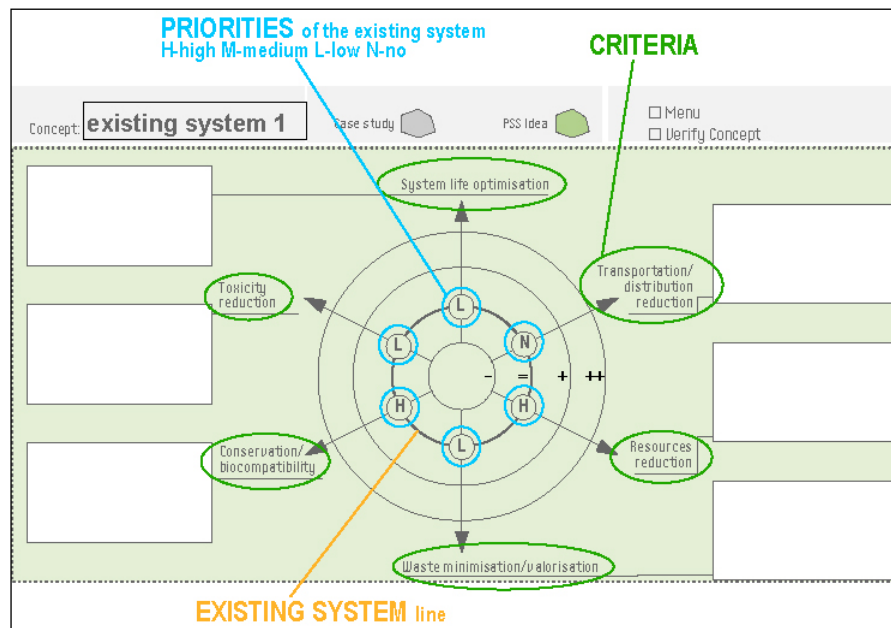 PRIORITIES of the existing system
H-high M-medium L-low N-no
CRITERIA
Concept: existing system 1
Case study
PSS Idea
Menu
Verify Concept
System life optimisation
Toxicity
reduction
Transportation/
distribution
reduction
L
L
N
- = + ++
H
H
L
Conservation/
biocompatibility
Resources
reduction
Waste minimisation/valorisation
EXISTING SYSTEM line